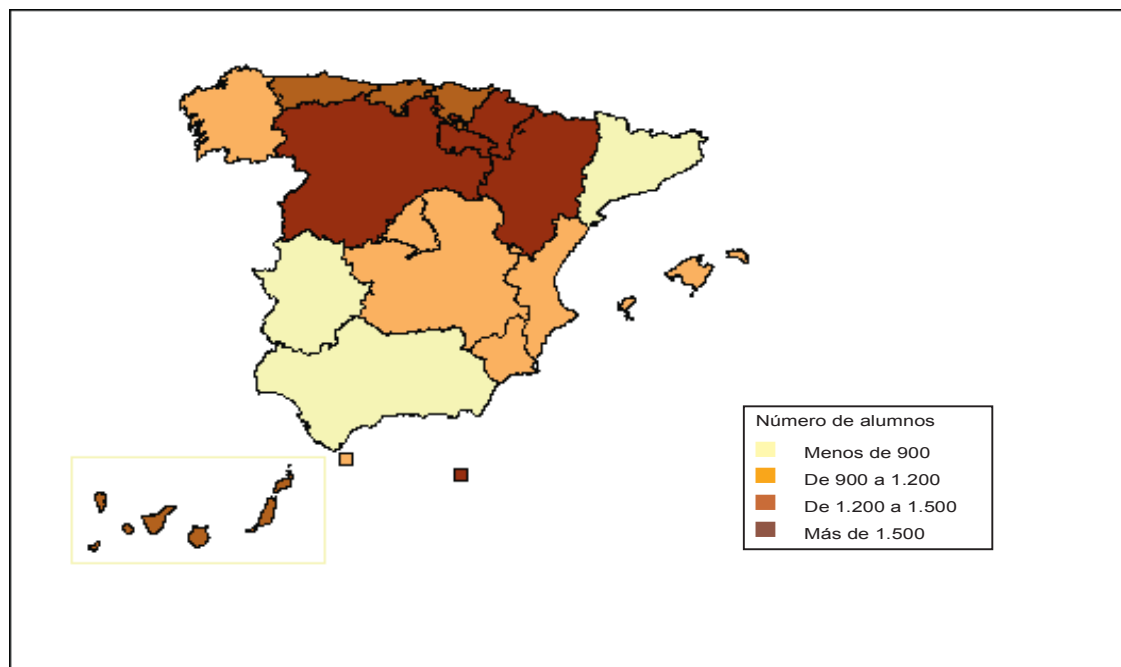 Número de alumnos
Menos de 900
De 900 a 1.200
De 1.200 a 1.500
Más de 1.500